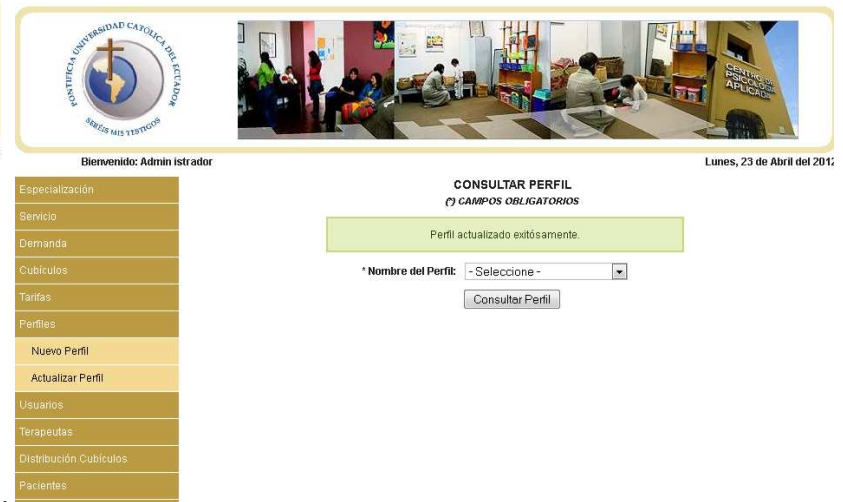 PONTIFICIA UNIVERSIDAD CATÓLICA DEL ECUADOR
SERÉIS MIS TESTIGOS
CENTRO DE
PSICOLOGÍA
APLICADA
Bienvenido: Admin istrador
Lunes, 23 de Abril del 2012
Especialización
Servicio
Demanda
Cubículos
Tarifas
Perfiles
Nuevo Perfil
Actualizar Perfil
Usuarios
Terapeutas
Distribución Cubículos
Pacientes
CONSULTAR PERFIL
(*) CAMPOS OBLIGATORIOS
Perfil actualizado exitósamente.
* Nombre del Perfil: - Seleccione -
Consultar Perfil